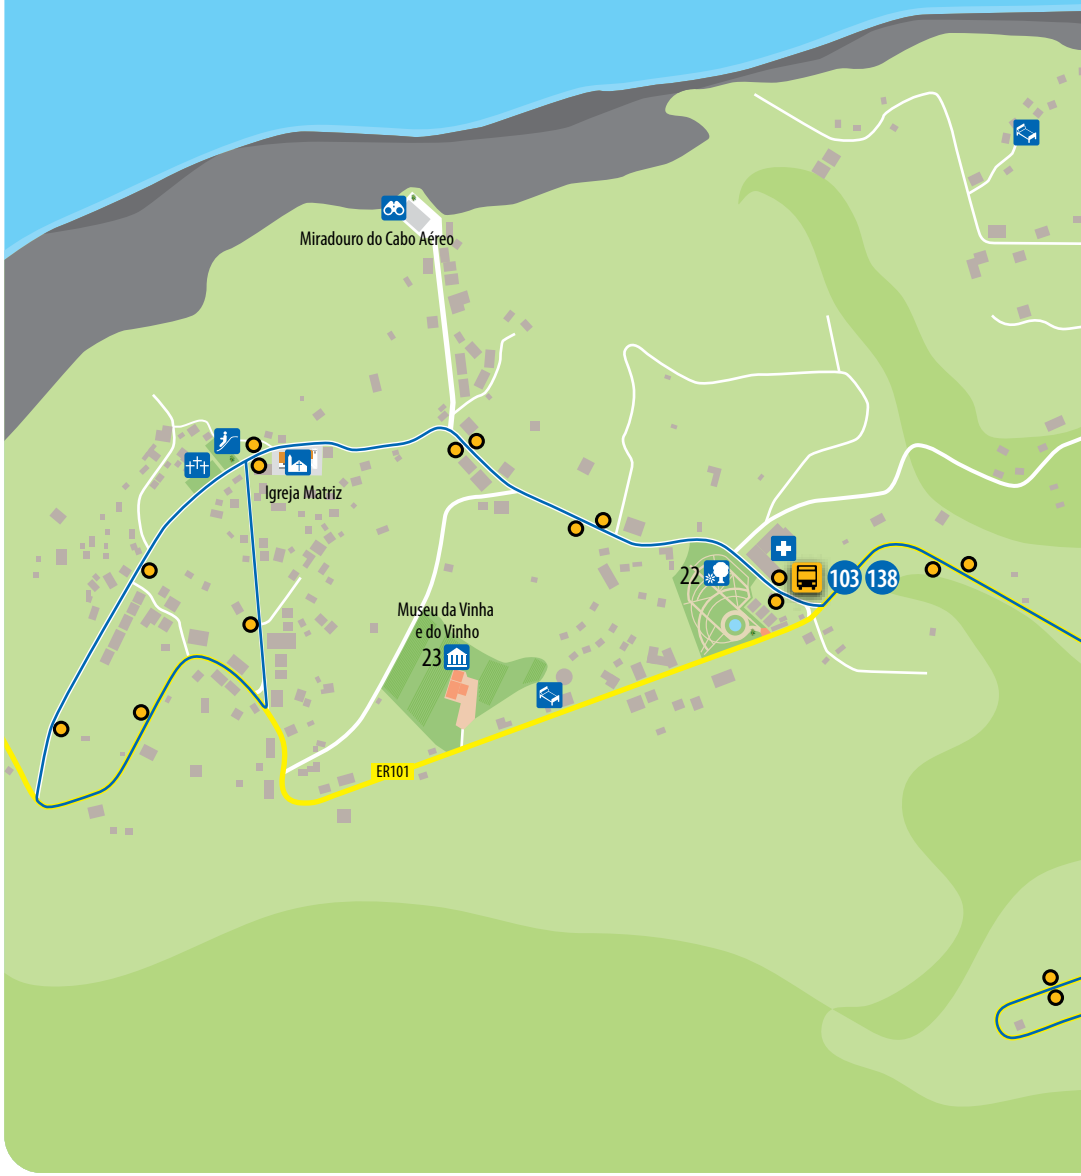 Miradouro do Cabo Aéreo
Igreja Matriz
22
103 138
Museu da Vinha
e do Vinho
23
ER101